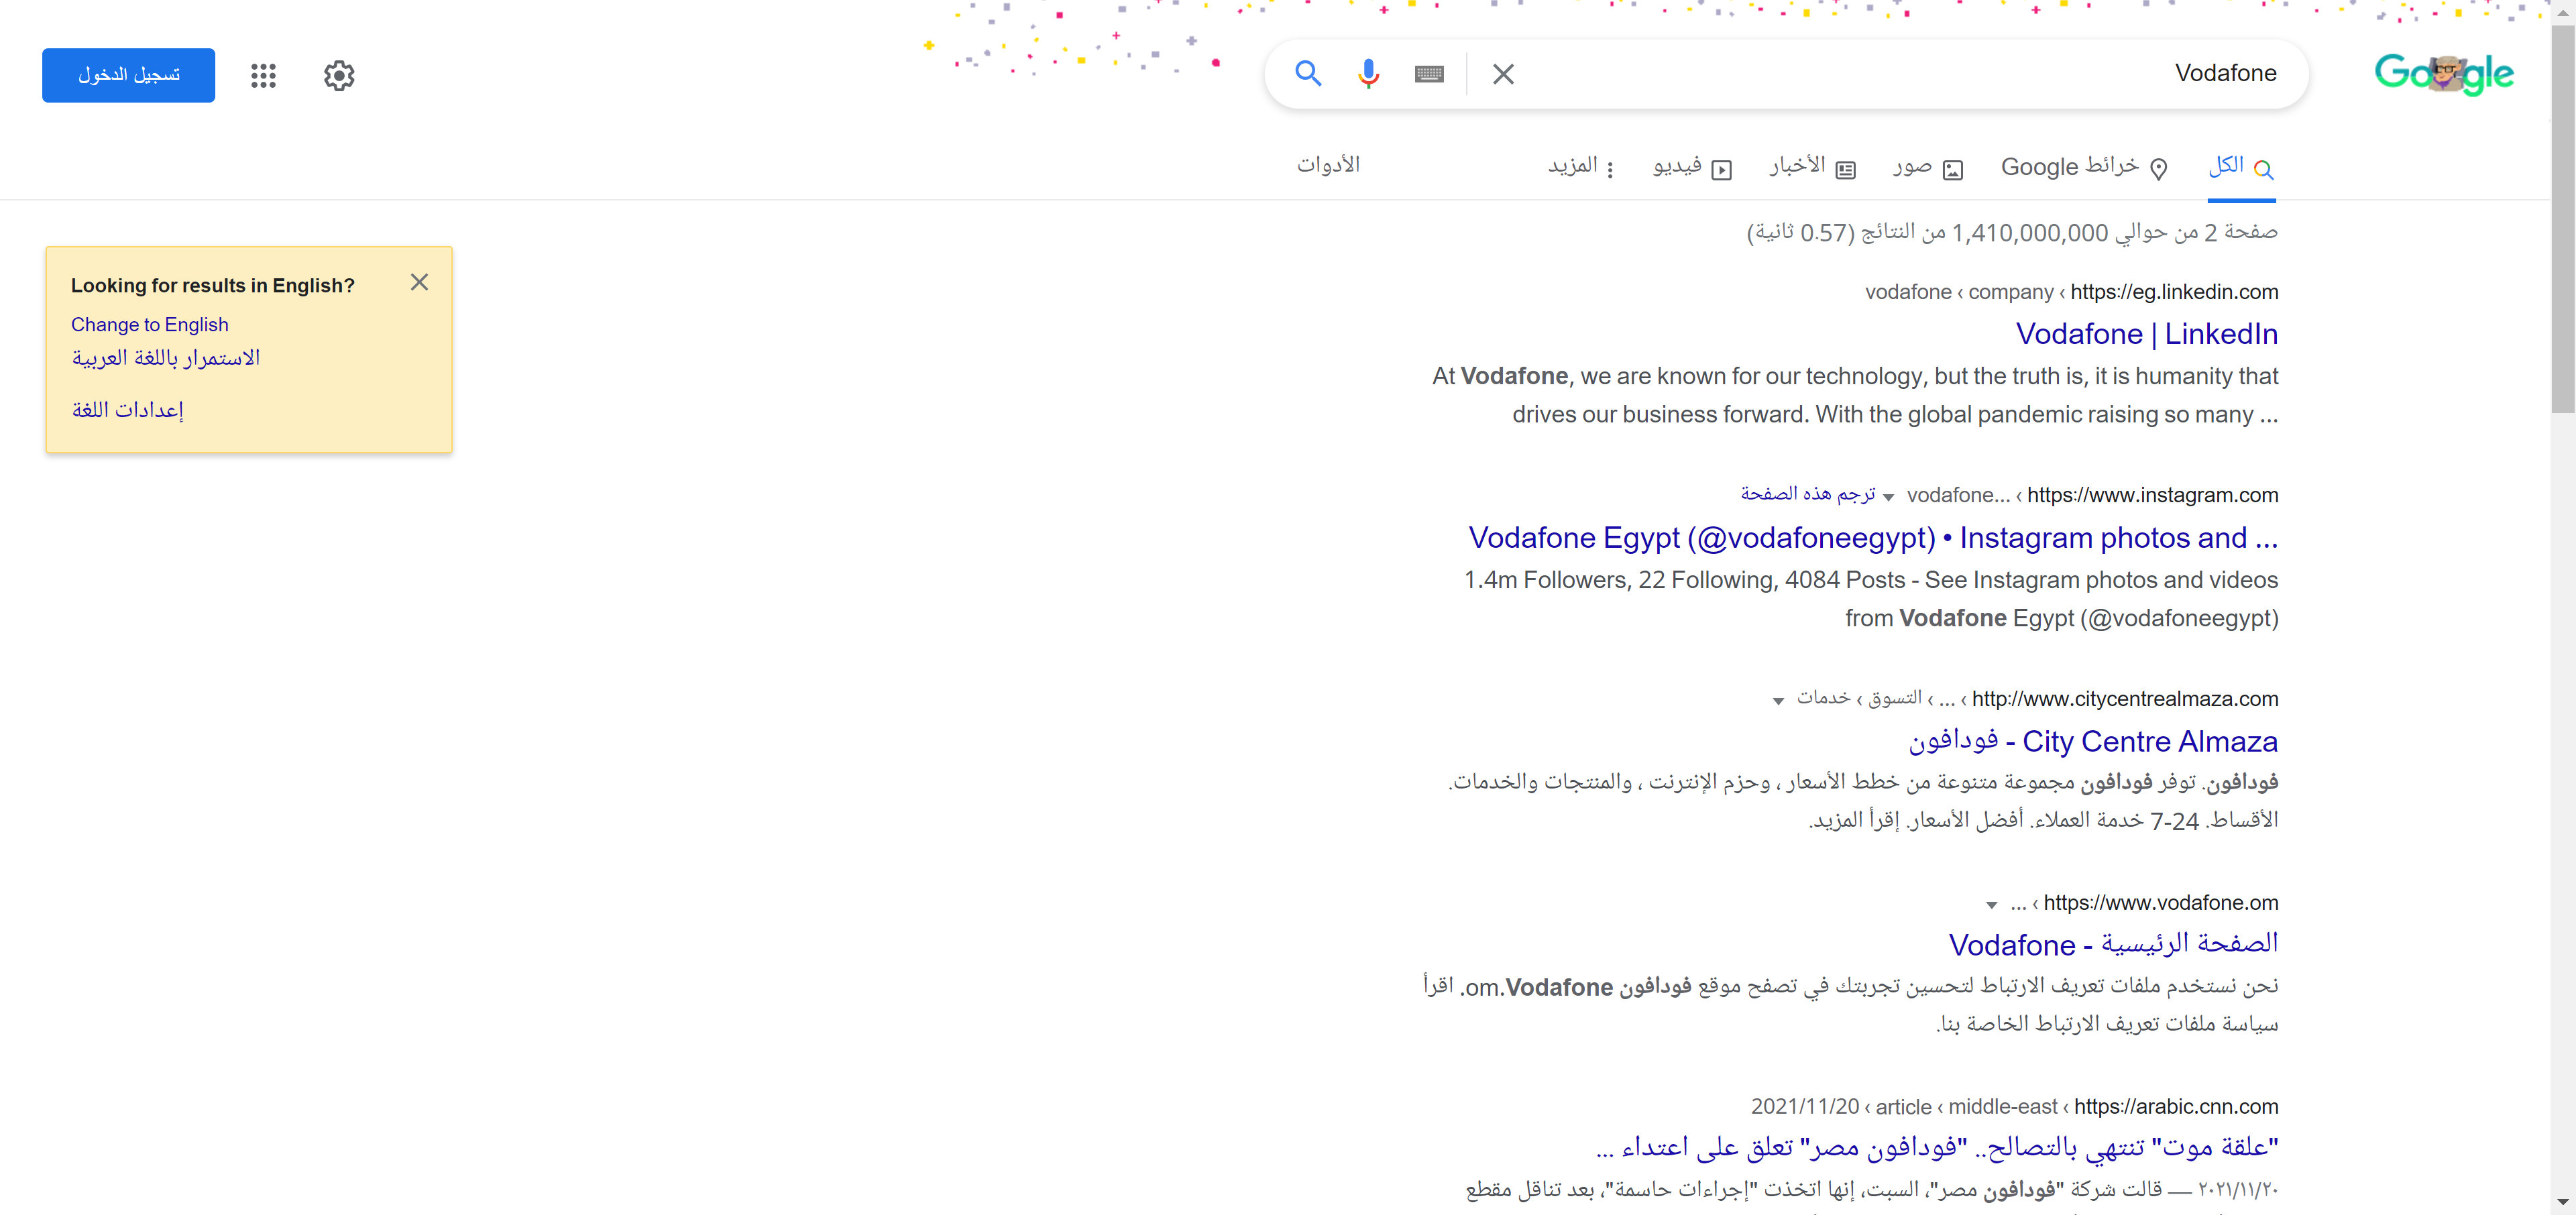 Google
Vodafone
تسجيل الدخول
الكل
خرائط Google
صور
الأخبار
فيديو
المزيد
الأدوات
صفحة 2 من حوالي 1,410,000,000 من النتائج (0.57 ثانية)
Looking for results in English?
Change to English
الاستمرار باللغة العربية
إعدادات اللغة
https://eg.linkedin.com › company › vodafone
Vodafone | LinkedIn
At Vodafone, we are known for our technology, but the truth is, it is humanity that
drives our business forward. With the global pandemic raising so many ...
https://www.instagram.com › vodafone... ترجم هذه الصفحة
Vodafone Egypt (@vodafoneegypt) • Instagram photos and ...
1.4m Followers, 22 Following, 4084 Posts - See Instagram photos and videos
from Vodafone Egypt (@vodafoneegypt)
http://www.citycentrealmaza.com › ... › التسوق › خدمات
City Centre Almaza - فودافون
فودافون. توفر فودافون مجموعة متنوعة من خطط الأسعار ، وحزم الإنترنت ، والمنتجات والخدمات.
الأقساط. 24-7 خدمة العملاء. أفضل الأسعار. إقرأ المزيد.
https://www.vodafone.om › ...
الصفحة الرئيسية - Vodafone
نحن نستخدم ملفات تعريف الارتباط لتحسين تجربتك في تصفح موقع فودافون Vodafone.om. اقرأ
سياسة ملفات تعريف الارتباط الخاصة بنا.
https://arabic.cnn.com › middle-east › article › 2021/11/20
"علقة موت" تنتهي بالتصالح.. "فودافون مصر" تعلق على اعتداء ...
٢٠٢١/١١/٢٠ — قالت شركة "فودافون مصر"، السبت، إنها اتخذت "إجراءات حاسمة"، بعد تناقل مقطع